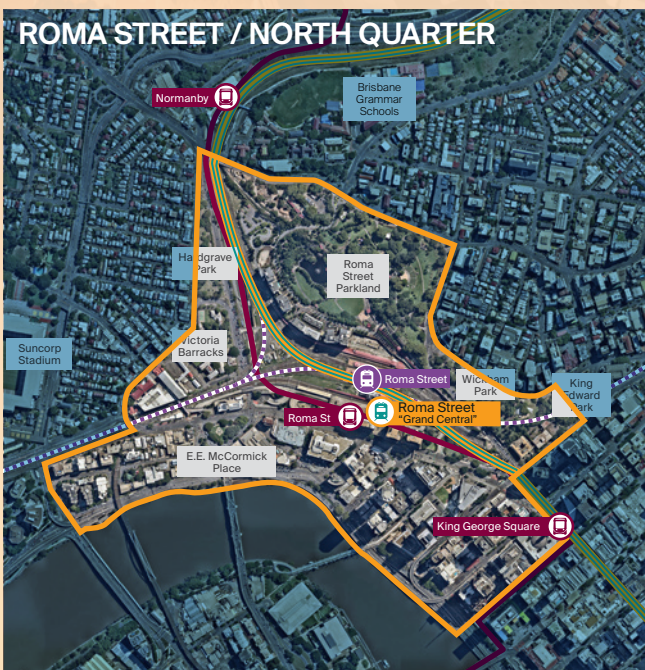 ROMA STREET / NORTH QUARTER
Normanby
Brisbane
Grammar
Schools
Hardgrave
Park
Roma
Street
Parkland
Victoria
Barracks
Suncorp
Stadium
Roma Street
Wickham
Park
King
Edward
Park
Roma St
Roma Street
"Grand Central"
E.E. McCormick
Place
King George Square